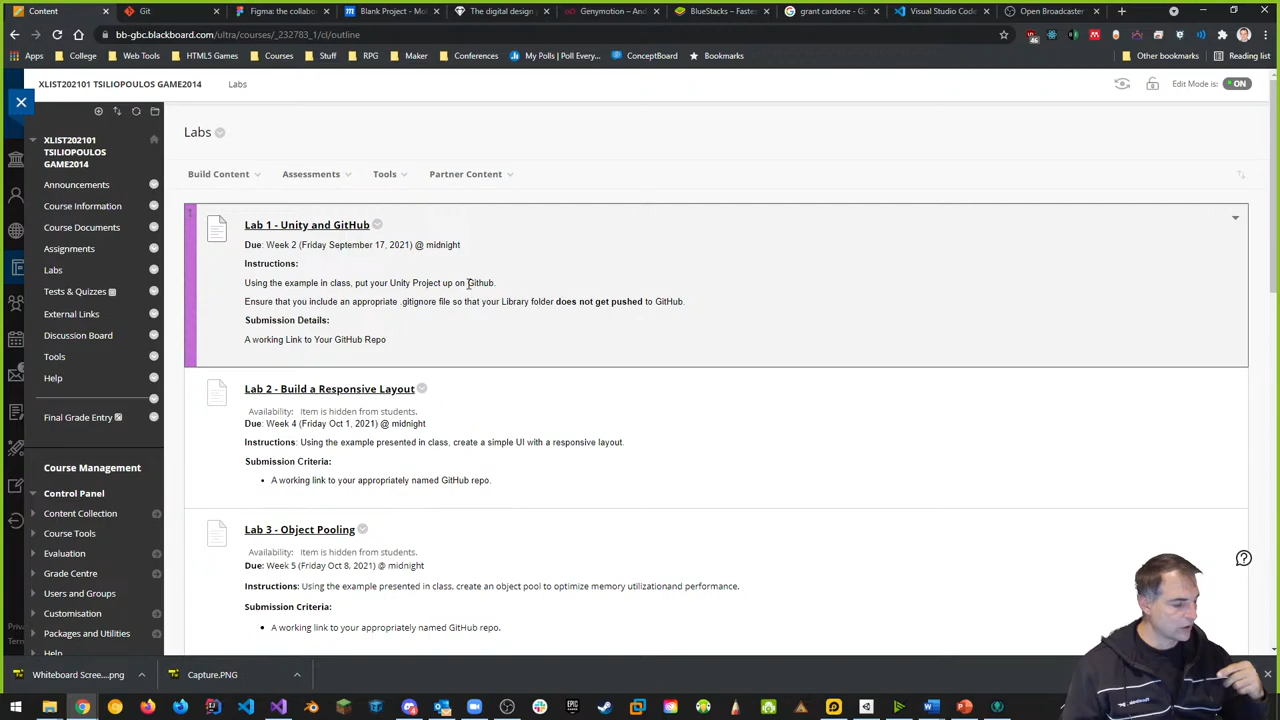 Content
Git
Figma: the collabo
Blank Project - Mo
The digital design
Genymotion – And
BlueStacks - Faste
grant cardone - Go
Visual Studio Code
Open Broadcaster
bb-gbc.blackboard.com/ultra/courses/_232783_1/cl/outline
Apps
College
Web Tools
HTML5 Games
Courses
Stuff
RPG
Maker
Conferences
My Polls | Poll Every...
ConceptBoard
Bookmarks
Other bookmarks
Reading list
XLIST202101 TSILIOPOULOS GAME2014
Labs
Edit Mode is:
ON
XLIST202101
TSILIOPOULOS
GAME2014
Announcements
Course Information
Course Documents
Assignments
Labs
Tests & Quizzes
External Links
Discussion Board
Tools
Help
Final Grade Entry
Course Management
Control Panel
Content Collection
Course Tools
Evaluation
Grade Centre
Users and Groups
Customisation
Packages and Utilities
Help
Labs
Build Content
Assessments
Tools
Partner Content
Lab 1 - Unity and GitHub
Due: Week 2 (Friday September 17, 2021) @ midnight
Instructions:
Using the example in class, put your Unity Project up on Github.
Ensure that you include an appropriate .gitignore file so that your Library folder does not get pushed to GitHub.
Submission Details:
A working Link to Your GitHub Repo
Lab 2 - Build a Responsive Layout
Availability: Item is hidden from students.
Due: Week 4 (Friday Oct 1, 2021) @ midnight
Instructions: Using the example presented in class, create a simple UI with a responsive layout.
Submission Criteria:
A working link to your appropriately named GitHub repo.
Lab 3 - Object Pooling
Availability: Item is hidden from students.
Due: Week 5 (Friday Oct 8, 2021) @ midnight
Instructions: Using the example presented in class, create an object pool to optimize memory utilizationand performance.
Submission Criteria:
A working link to your appropriately named GitHub repo.
Whiteboard Scree....png
Capture.PNG